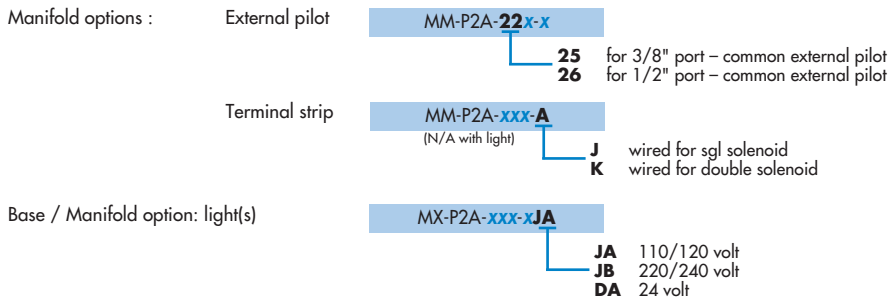 Manifold options : External pilot MM-P2A-22x-x
25 for 3/8" port – common external pilot
26 for 1/2" port – common external pilot
Terminal strip MM-P2A-xxx-A
(N/A with light)
J wired for sgl solenoid
K wired for double solenoid
Base / Manifold option: light(s) MX-P2A-xxx-xJA
JA 110/120 volt
JB 220/240 volt
DA 24 volt